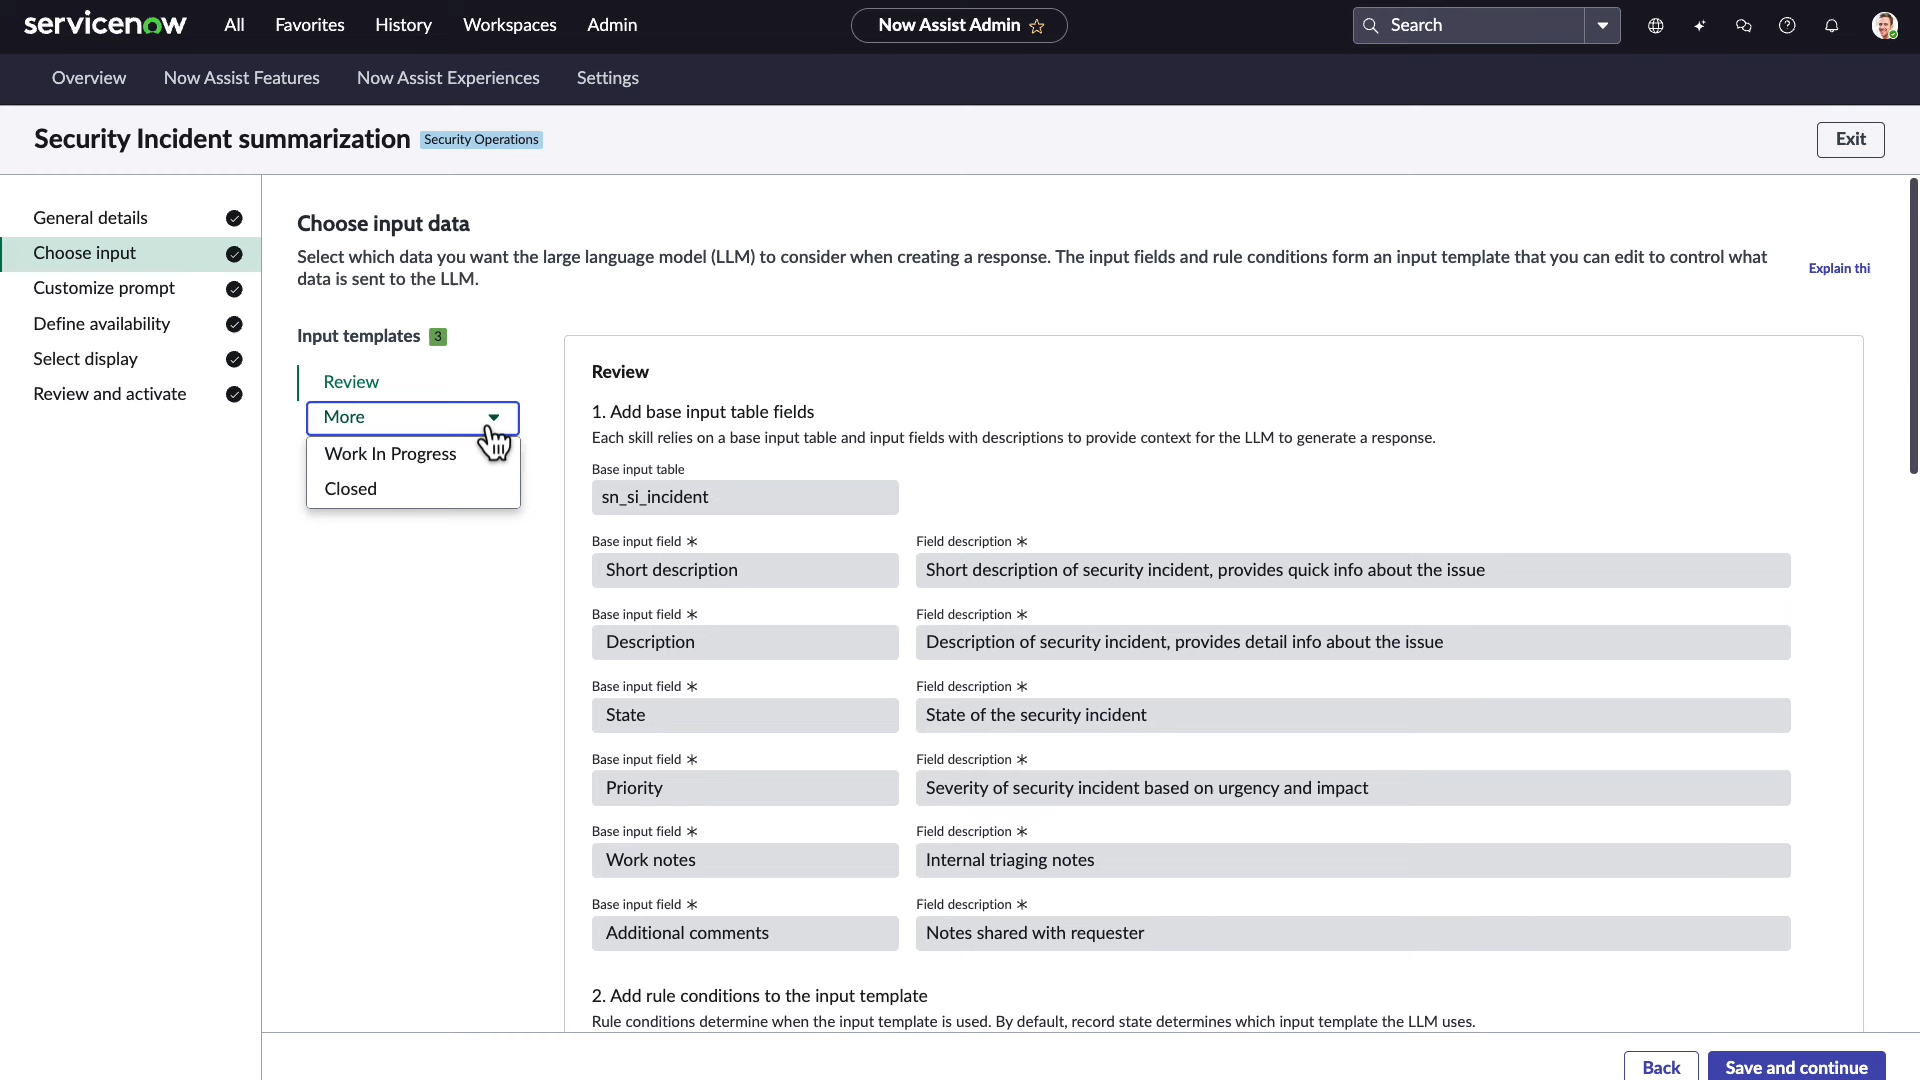 servicenow
All
Favorites
History
Workspaces
Admin
Now Assist Admin
Search
Overview
Now Assist Features
Now Assist Experiences
Settings
Security Incident summarization
Security Operations
Exit
General details
Choose input
Customize prompt
Define availability
Select display
Review and activate
Choose input data
Select which data you want the large language model (LLM) to consider when creating a response. The input fields and rule conditions form an input template that you can edit to control what
data is sent to the LLM.
Explain thi
Input templates 3
Review
More
Work In Progress
Closed
Review
1. Add base input table fields
Each skill relies on a base input table and input fields with descriptions to provide context for the LLM to generate a response.
Base input table
sn_si_incident
Base input field *
Field description *
Short description
Short description of security incident, provides quick info about the issue
Base input field *
Field description *
Description
Description of security incident, provides detail info about the issue
Base input field *
Field description *
State
State of the security incident
Base input field *
Field description *
Priority
Severity of security incident based on urgency and impact
Base input field *
Field description *
Work notes
Internal triaging notes
Base input field *
Field description *
Additional comments
Notes shared with requester
2. Add rule conditions to the input template
Rule conditions determine when the input template is used. By default, record state determines which input template the LLM uses.
Back
Save and continue